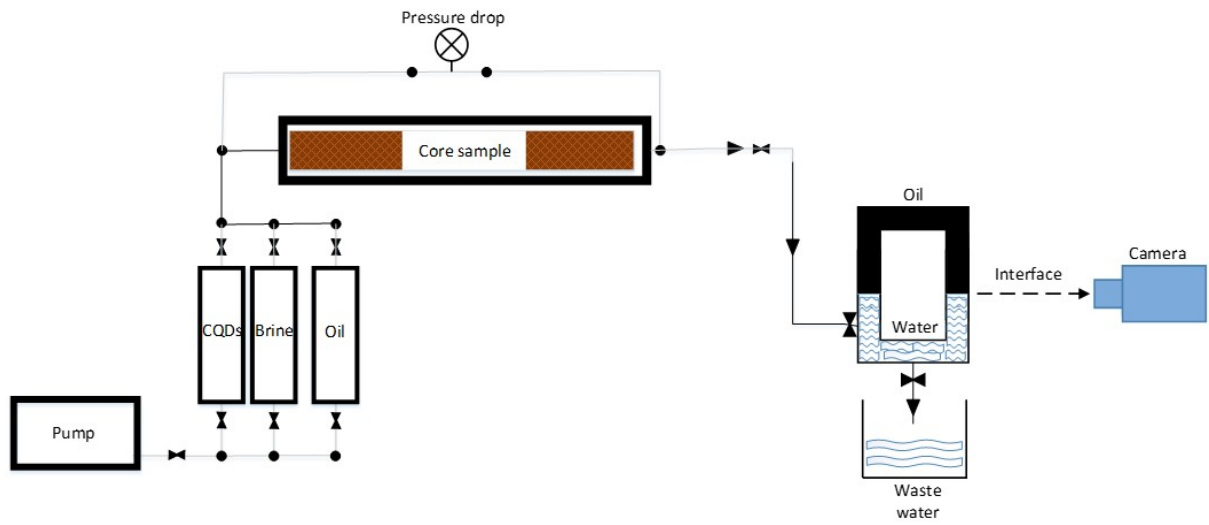 Pressure drop
Core sample
Oil
Camera
Interface
CQDs
Brine
Oil
Water
Pump
Waste
water